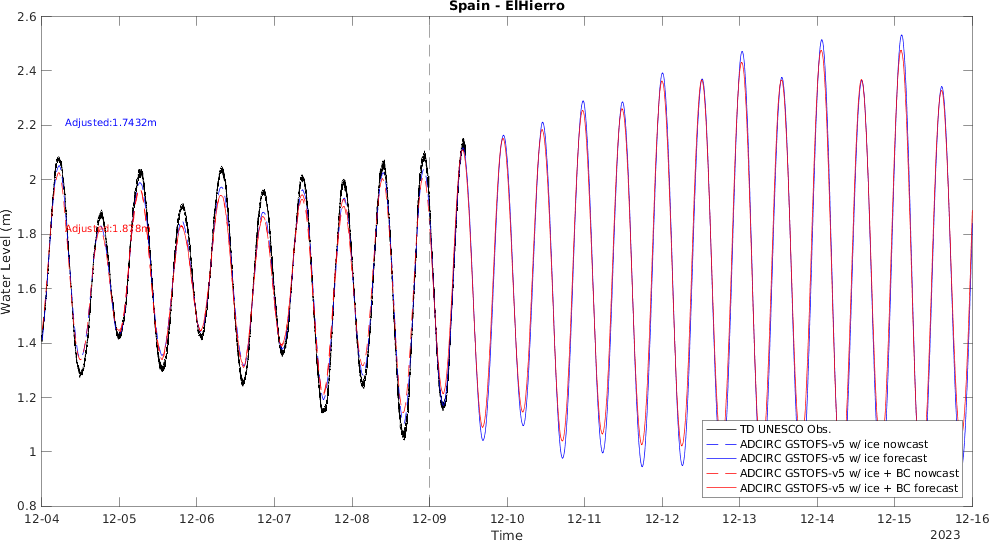 Spain - ElHierro
2.6
2.4
2.2
2
1.8
1.6
1.4
1.2
1
0.8
Water Level (m)
Adjusted:1.7432m
Adjusted:1.878m
TD UNESCO Obs.
ADCIRC GSTOFS-v5 w/ ice nowcast
ADCIRC GSTOFS-v5 w/ ice forecast
ADCIRC GSTOFS-v5 w/ ice + BC nowcast
ADCIRC GSTOFS-v5 w/ ice + BC forecast
12-04 12-05 12-06 12-07 12-08 12-09 12-10 12-11 12-12 12-13 12-14 12-15 12-16
Time
2023